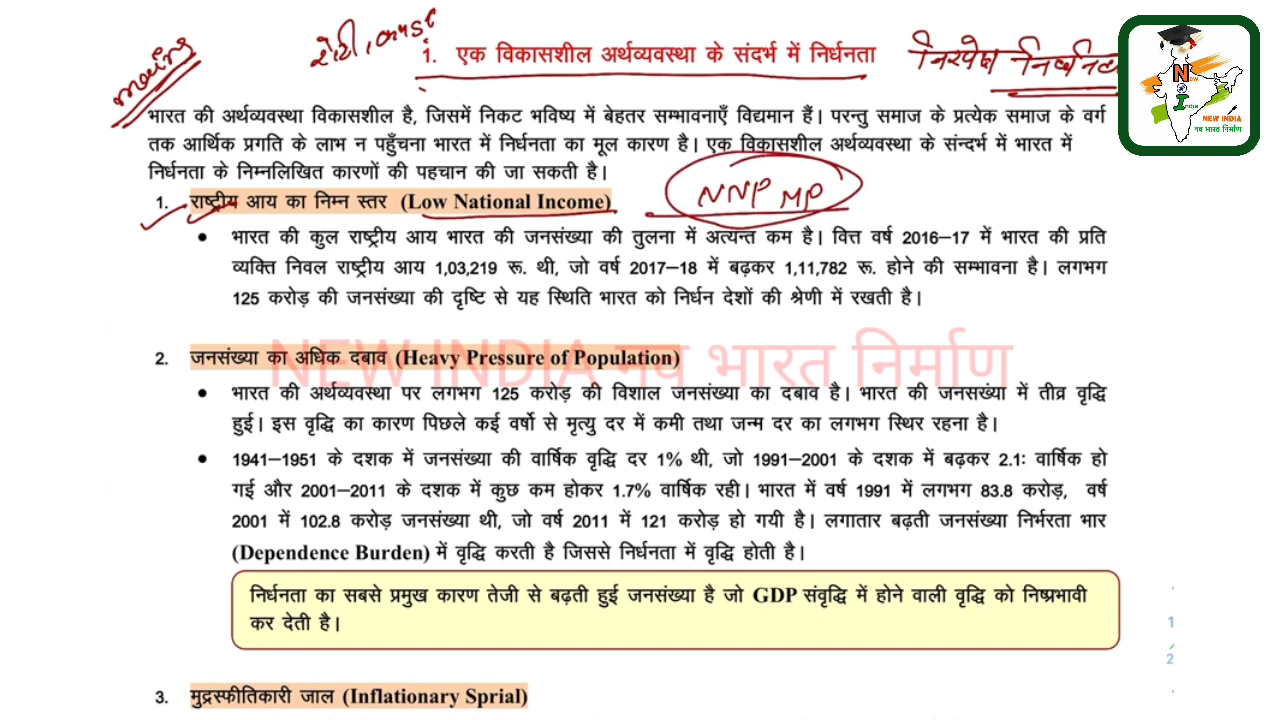 रोटी, कपड़
1. एक विकासशील अर्थव्यवस्था के संदर्भ में निर्धनता
निरपेक्ष निर्धनता
NEW INDIA
नव भारत निर्माण
भारत की अर्थव्यवस्था विकासशील है, जिसमें निकट भविष्य में बेहतर सम्भावनाएँ विद्यमान हैं। परन्तु समाज के प्रत्येक समाज के वर्ग
तक आर्थिक प्रगति के लाभ न पहुँचना भारत में निर्धनता का मूल कारण है। एक विकासशील अर्थव्यवस्था के संन्दर्भ में भारत में
निर्धनता के निम्नलिखित कारणों की पहचान की जा सकती है।
1. राष्ट्रीय आय का निम्न स्तर (Low National Income)
NNP MP
• भारत की कुल राष्ट्रीय आय भारत की जनसंख्या की तुलना में अत्यन्त कम है। वित्त वर्ष 2016–17 में भारत की प्रति
व्यक्ति निवल राष्ट्रीय आय 1,03,219 रू. थी, जो वर्ष 2017–18 में बढ़कर 1,11,782 रू. होने की सम्भावना है। लगभग
125 करोड़ की जनसंख्या की दृष्टि से यह स्थिति भारत को निर्धन देशों की श्रेणी में रखती है।
2. जनसंख्या का अधिक दबाव (Heavy Pressure of Population)
NEW INDIA नव भारत निर्माण
• भारत की अर्थव्यवस्था पर लगभग 125 करोड़ की विशाल जनसंख्या का दबाव है। भारत की जनसख्यां में तीव्र वृद्धि
हुई। इस वृद्धि का कारण पिछले कई वर्षो से मृत्यु दर में कमी तथा जन्म दर का लगभग स्थिर रहना है।
• 1941–1951 के दशक में जनसंख्या की वार्षिक वृद्धि दर 1% थी, जो 1991–2001 के दशक में बढ़कर 2.1ः वार्षिक हो
गई और 2001–2011 के दशक में कुछ कम होकर 1.7% वार्षिक रही। भारत में वर्ष 1991 में लगभग 83.8 करोड़, वर्ष
2001 में 102.8 करोड़ जनसंख्या थी, जो वर्ष 2011 में 121 करोड़ हो गयी है। लगातार बढ़ती जनसंख्या निर्भरता भार
(Dependence Burden) में वृद्धि करती है जिससे निर्धनता में वृद्धि होती है।
निर्धनता का सबसे प्रमुख कारण तेजी से बढ़ती हुई जनसंख्या है जो GDP संवृद्धि में होने वाली वृद्धि को निष्प्रभावी
कर देती है।
1
2
3. मुद्रस्फीतिकारी जाल (Inflationary Sprial)